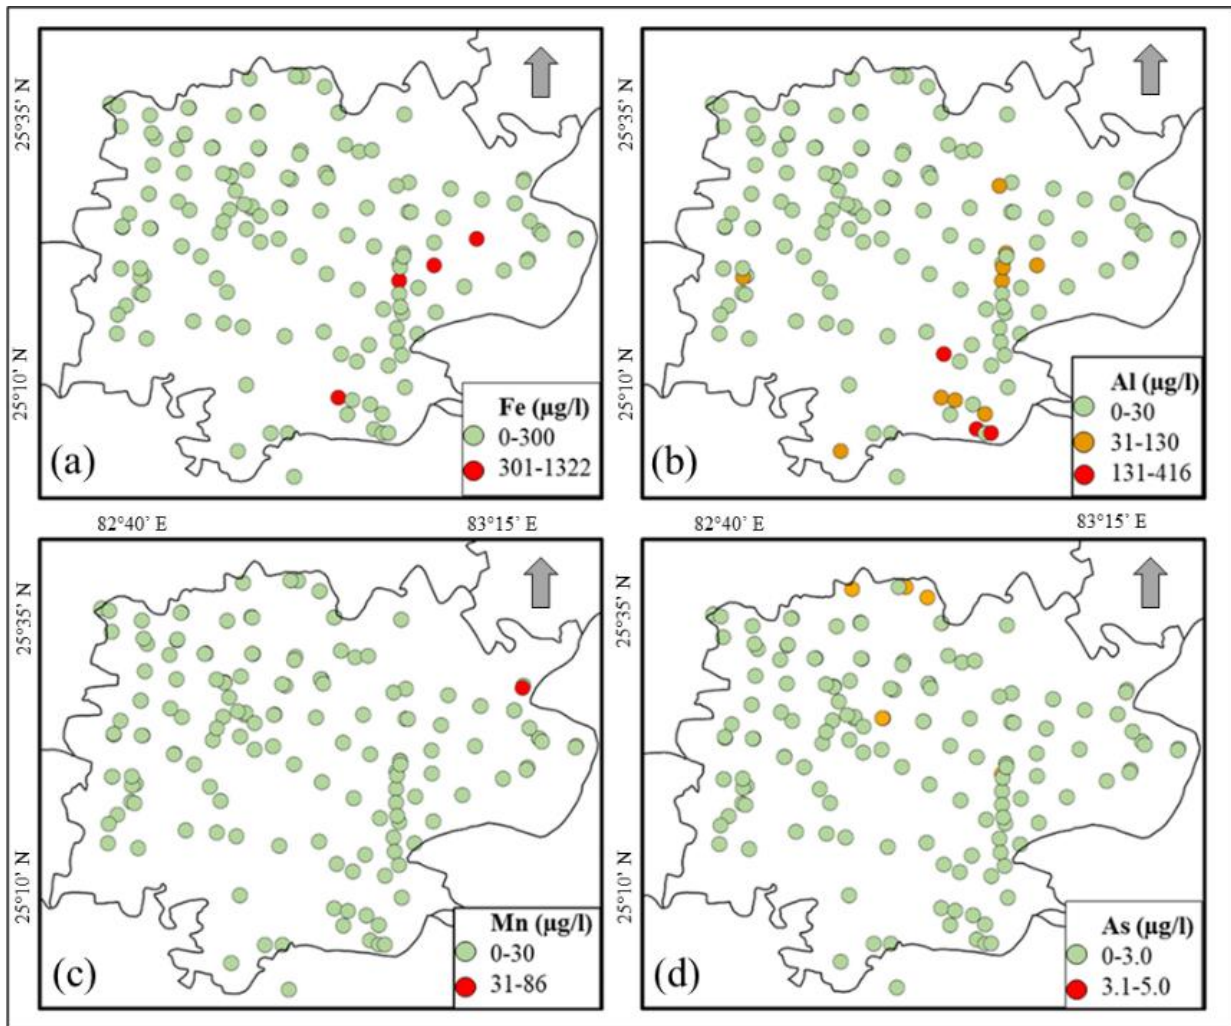 25°35' N
25°10' N
Fe (µg/l)
0-300
301-1322
(a)
25°35' N
25°10' N
Al (µg/l)
0-30
31-130
131-416
(b)
82°40' E
83°15' E
82°40' E
83°15' E
25°35' N
25°10' N
Mn (µg/l)
0-30
31-86
(c)
25°35' N
25°10' N
As (µg/l)
0-3.0
3.1-5.0
(d)